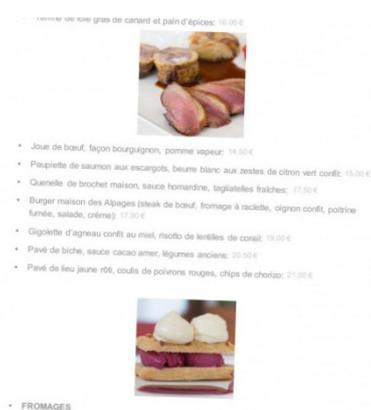 Terrine de foie gras de canard et pain d'épices: 16.00 €
• Joue de bœuf, façon bourguignon, pomme vapeur: 14.50 €
• Paupiette de saumon aux escargots, beurre blanc aux zestes de citron vert confit: 15.00 €
• Quenelle de brochet maison, sauce homardine, tagliatelles fraîches: 17.50 €
• Burger maison des Alpages (steak de bœuf, fromage à raclette, oignon confit, poitrine
fumée, salade, crème): 17.90 €
• Gigolette d'agneau confit au miel, risotto de lentilles de corail: 19.00 €
• Pavé de biche, sauce cacao amer, légumes anciens: 20.50 €
• Pavé de lieu jaune rôti, coulis de poivrons rouges, chips de chorizo: 21.00 €
• FROMAGES